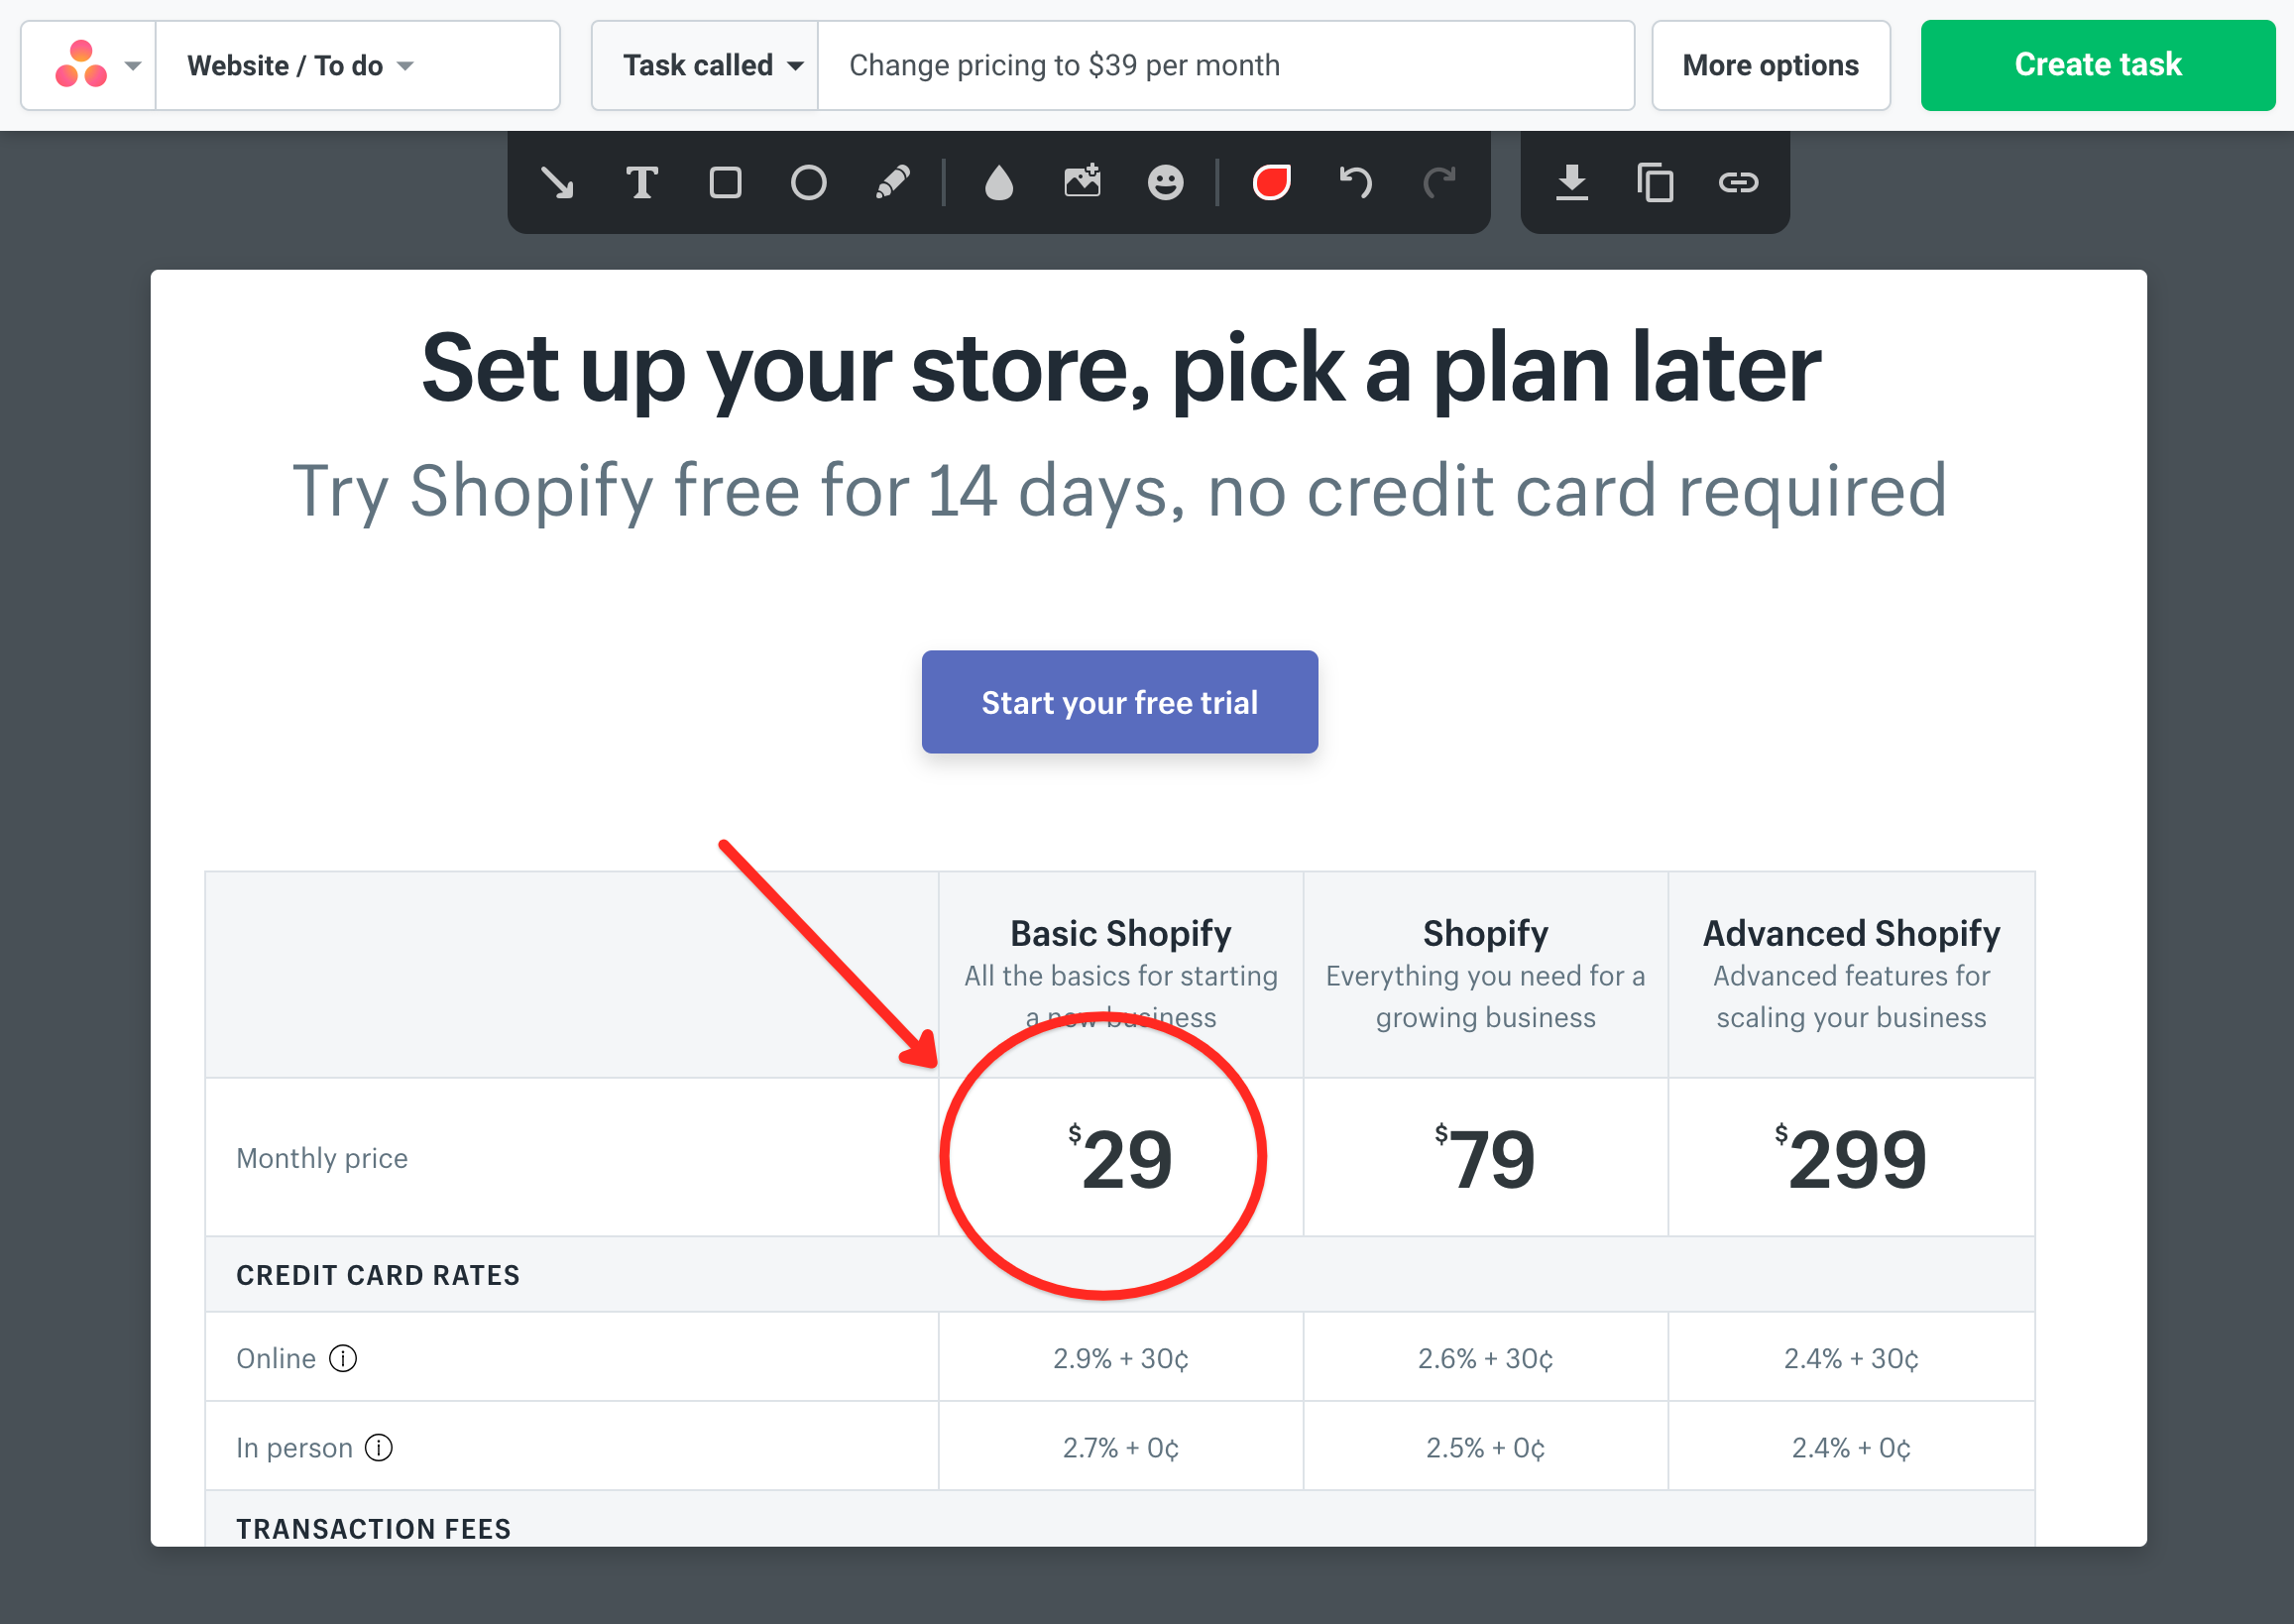 Website / To do
Task called
Change pricing to $39 per month
More options
Create task
T
Set up your store, pick a plan later
Try Shopify free for 14 days, no credit card required
Start your free trial
Basic Shopify
All the basics for starting
a new business
Shopify
Everything you need for a
growing business
Advanced Shopify
Advanced features for
scaling your business
Monthly price
$29
$79
$299
CREDIT CARD RATES
Online
2.9% + 30¢
2.6% + 30¢
2.4% + 30¢
In person
2.7% + 0¢
2.5% + 0¢
2.4% + 0¢
TRANSACTION FEES